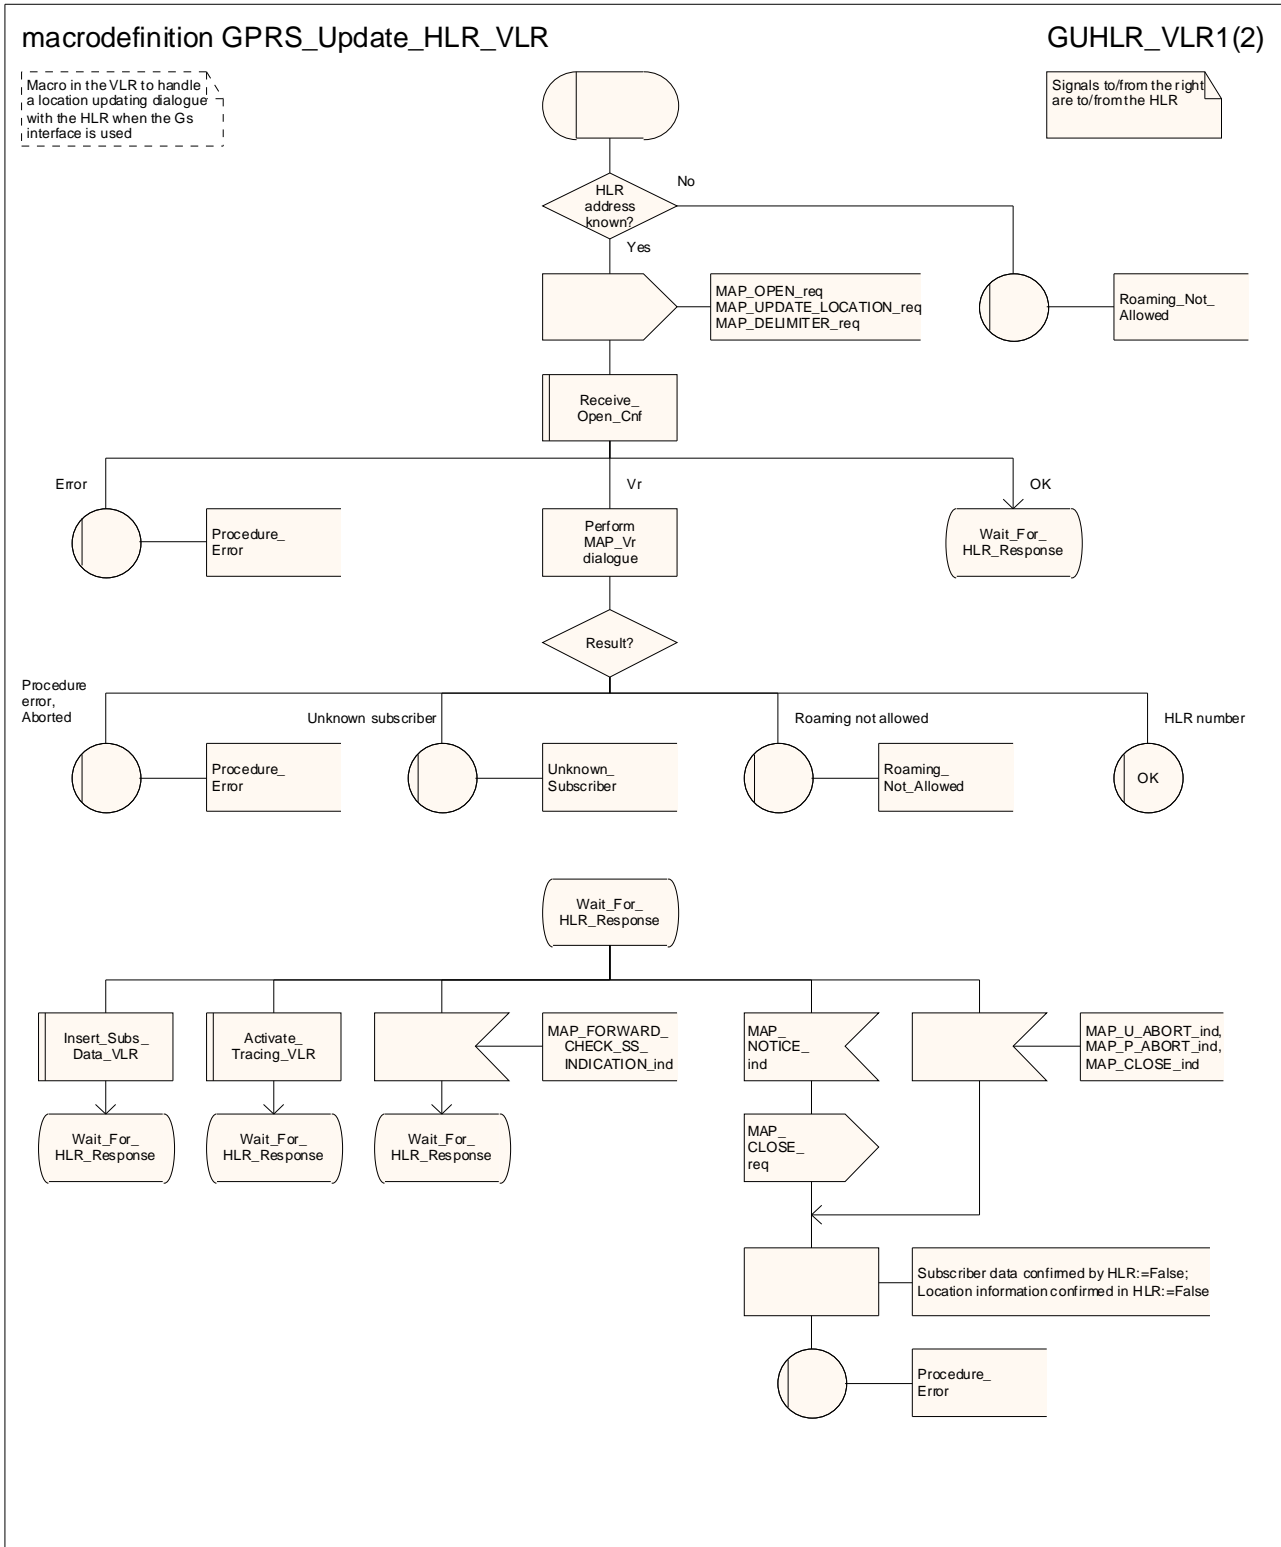 macrodefinition GPRS_Update_HLR_VLR
GUHLR_VLR1(2)
Macro in the VLR to handle
a location updating dialogue
with the HLR when the Gs
interface is used
Signals to/from the right
are to/from the HLR
HLR
address
known?
No
Yes
MAP_OPEN_req
MAP_UPDATE_LOCATION_req
MAP_DELIMITER_req
Roaming_Not_
Allowed
Receive_
Open_Cnf
Error
Vr
OK
Procedure_
Error
Perform
MAP_Vr
dialogue
Wait_For_
HLR_Response
Result?
Procedure
error,
Aborted
Unknown subscriber
Roaming not allowed
HLR number
Procedure_
Error
Unknown_
Subscriber
Roaming_
Not_Allowed
OK
Wait_For_
HLR_Response
Insert_Subs_
Data_VLR
Activate_
Tracing_VLR
MAP_FORWARD_
CHECK_SS_
INDICATION_ind
MAP_
NOTICE_
ind
MAP_U_ABORT_ind,
MAP_P_ABORT_ind,
MAP_CLOSE_ind
Wait_For_
HLR_Response
Wait_For_
HLR_Response
Wait_For_
HLR_Response
MAP_
CLOSE_
req
Subscriber data confirmed by HLR:=False;
Location information confirmed in HLR:=False
Procedure_
Error